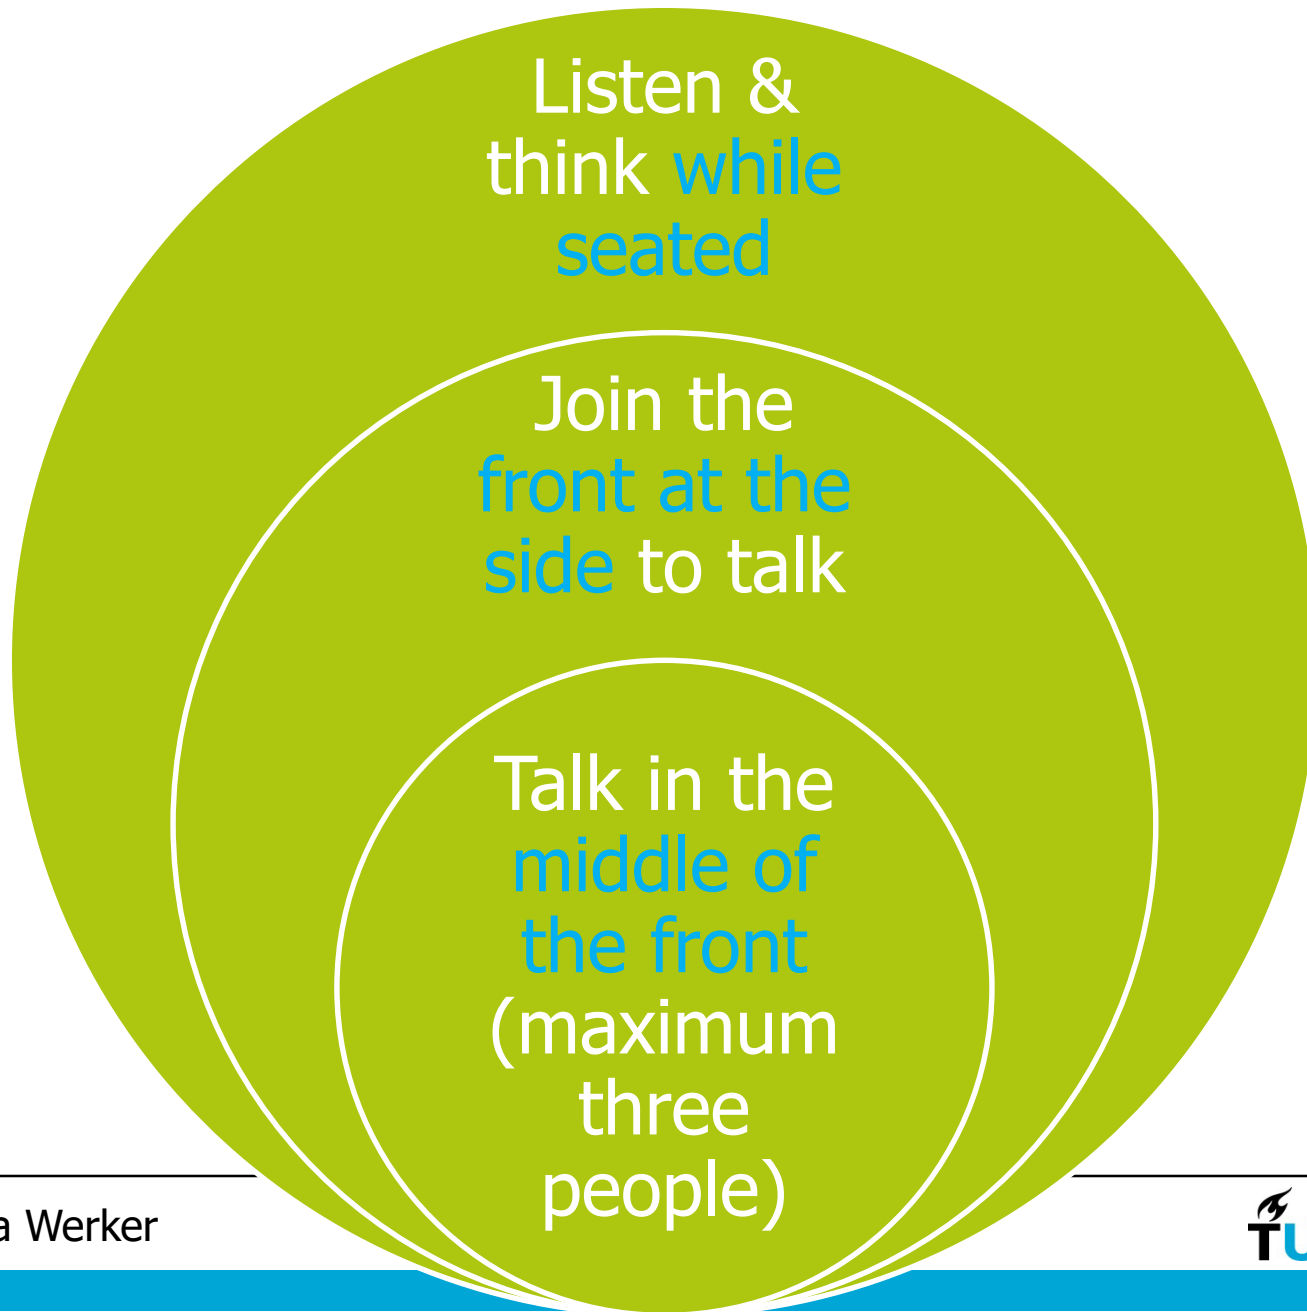 Listen &
think while
seated
Join the
front at the
side to talk
Talk in the
middle of
the front
(maximum
three
people)
a Werker
TU